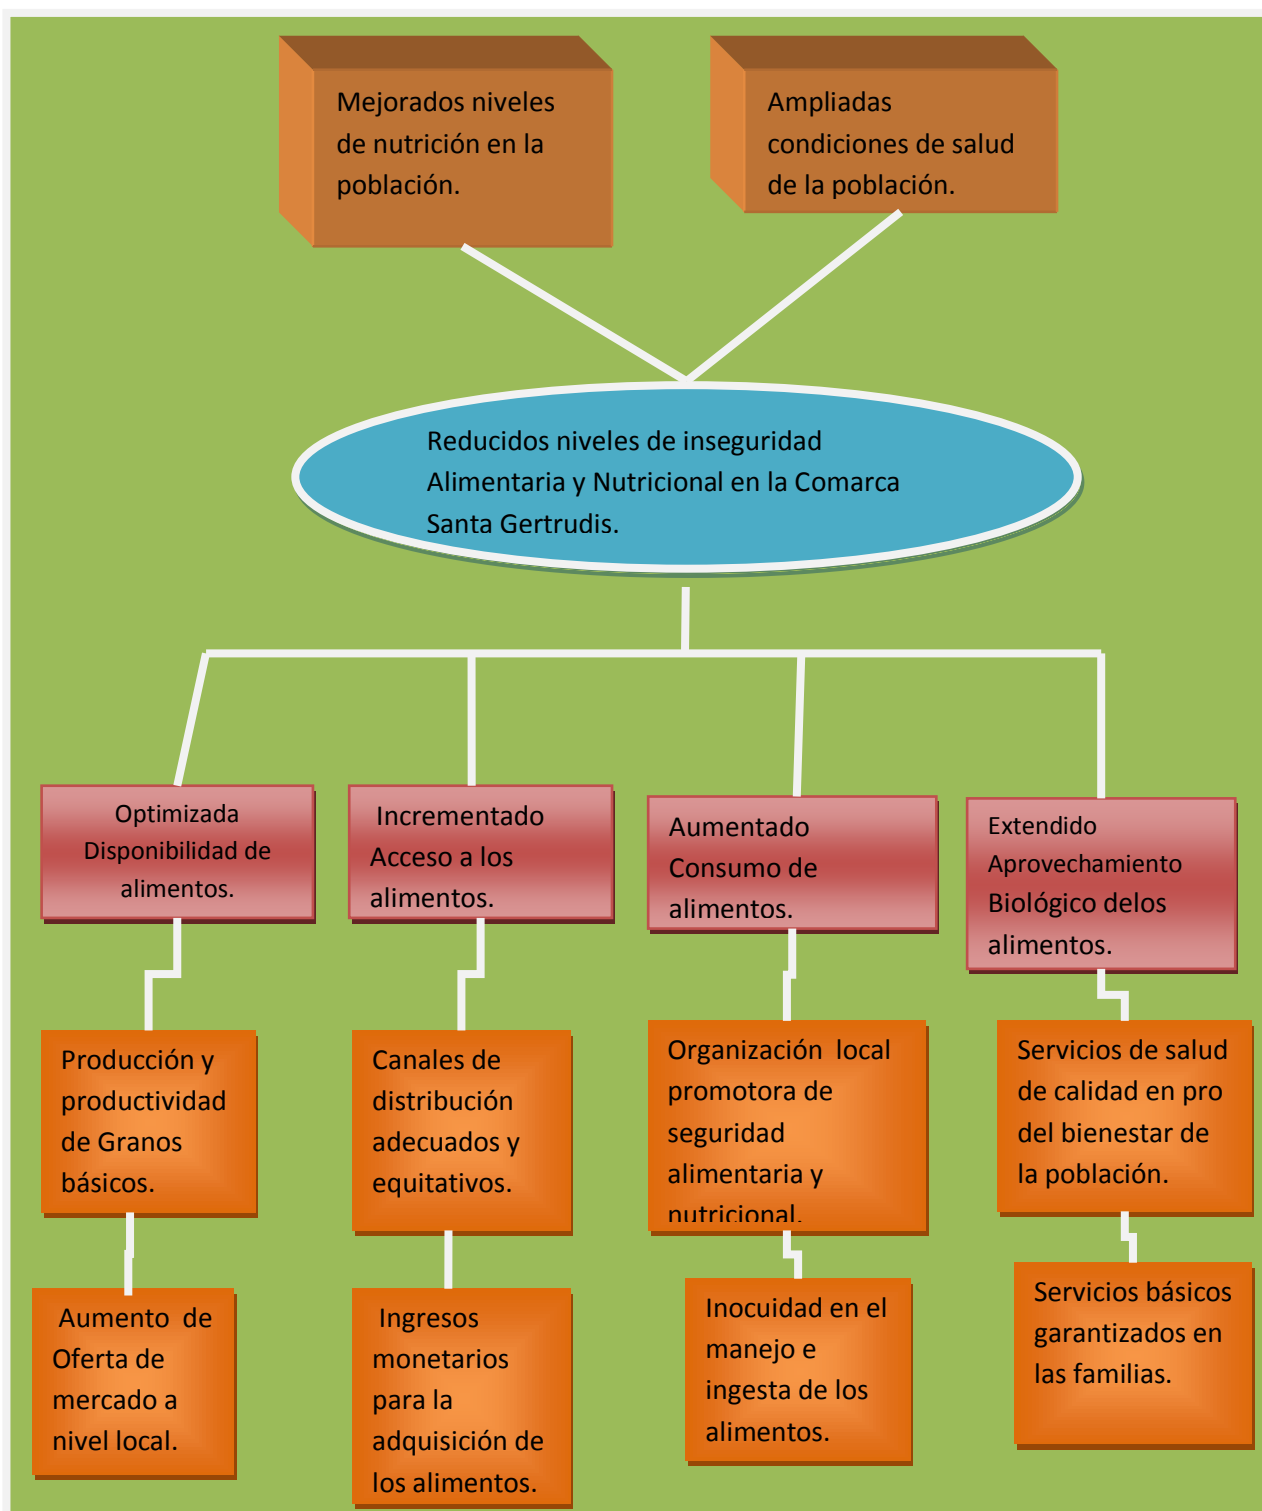 Mejorados niveles
de nutrición en la
población.
Ampliadas
condiciones de salud
de la población.
Reducidos niveles de inseguridad
Alimentaria y Nutricional en la Comarca
Santa Gertrudis.
Optimizada
Disponibilidad de
alimentos.
Incrementado
Acceso a los
alimentos.
Aumentado
Consumo de
alimentos.
Extendido
Aprovechamiento
Biológico delos
alimentos.
Producción y
productividad
de Granos
básicos.
Canales de
distribución
adecuados y
equitativos.
Organización local
promotora de
seguridad
alimentaria y
nutricional.
Servicios de salud
de calidad en pro
del bienestar de
la población.
Aumento de
Oferta de
mercado a
nivel local.
Ingresos
monetarios
para la
adquisición de
los alimentos.
Inocuidad en el
manejo e
ingesta de los
alimentos.
Servicios básicos
garantizados en
las familias.